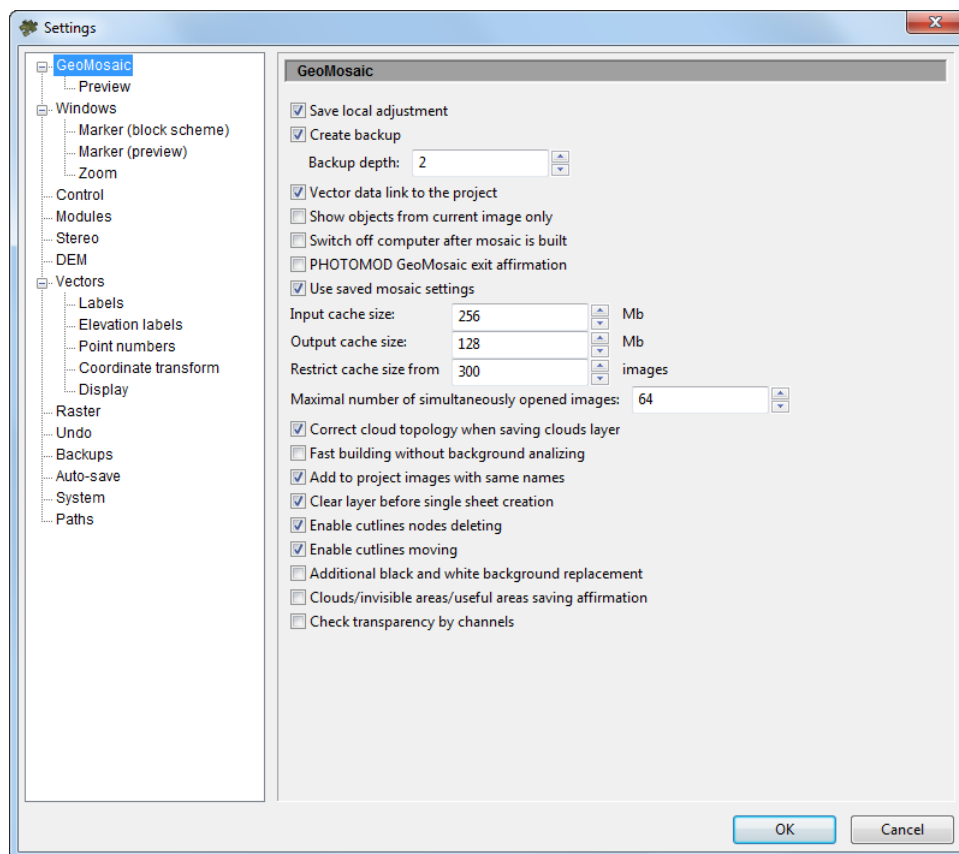 Settings
GeoMosaic
Preview
Windows
Marker (block scheme)
Marker (preview)
Zoom
Control
Modules
Stereo
DEM
Vectors
Labels
Elevation labels
Point numbers
Coordinate transform
Display
Raster
Undo
Backups
Auto-save
System
Paths
GeoMosaic
Save local adjustment
Create backup
Backup depth: 2
Vector data link to the project
Show objects from current image only
Switch off computer after mosaic is built
PHOTOMOD GeoMosaic exit affirmation
Use saved mosaic settings
Input cache size: 256 Mb
Output cache size: 128 Mb
Restrict cache size from 300 images
Maximal number of simultaneously opened images: 64
Correct cloud topology when saving clouds layer
Fast building without background analizing
Add to project images with same names
Clear layer before single sheet creation
Enable cutlines nodes deleting
Enable cutlines moving
Additional black and white background replacement
Clouds/invisible areas/useful areas saving affirmation
Check transparency by channels
OK Cancel